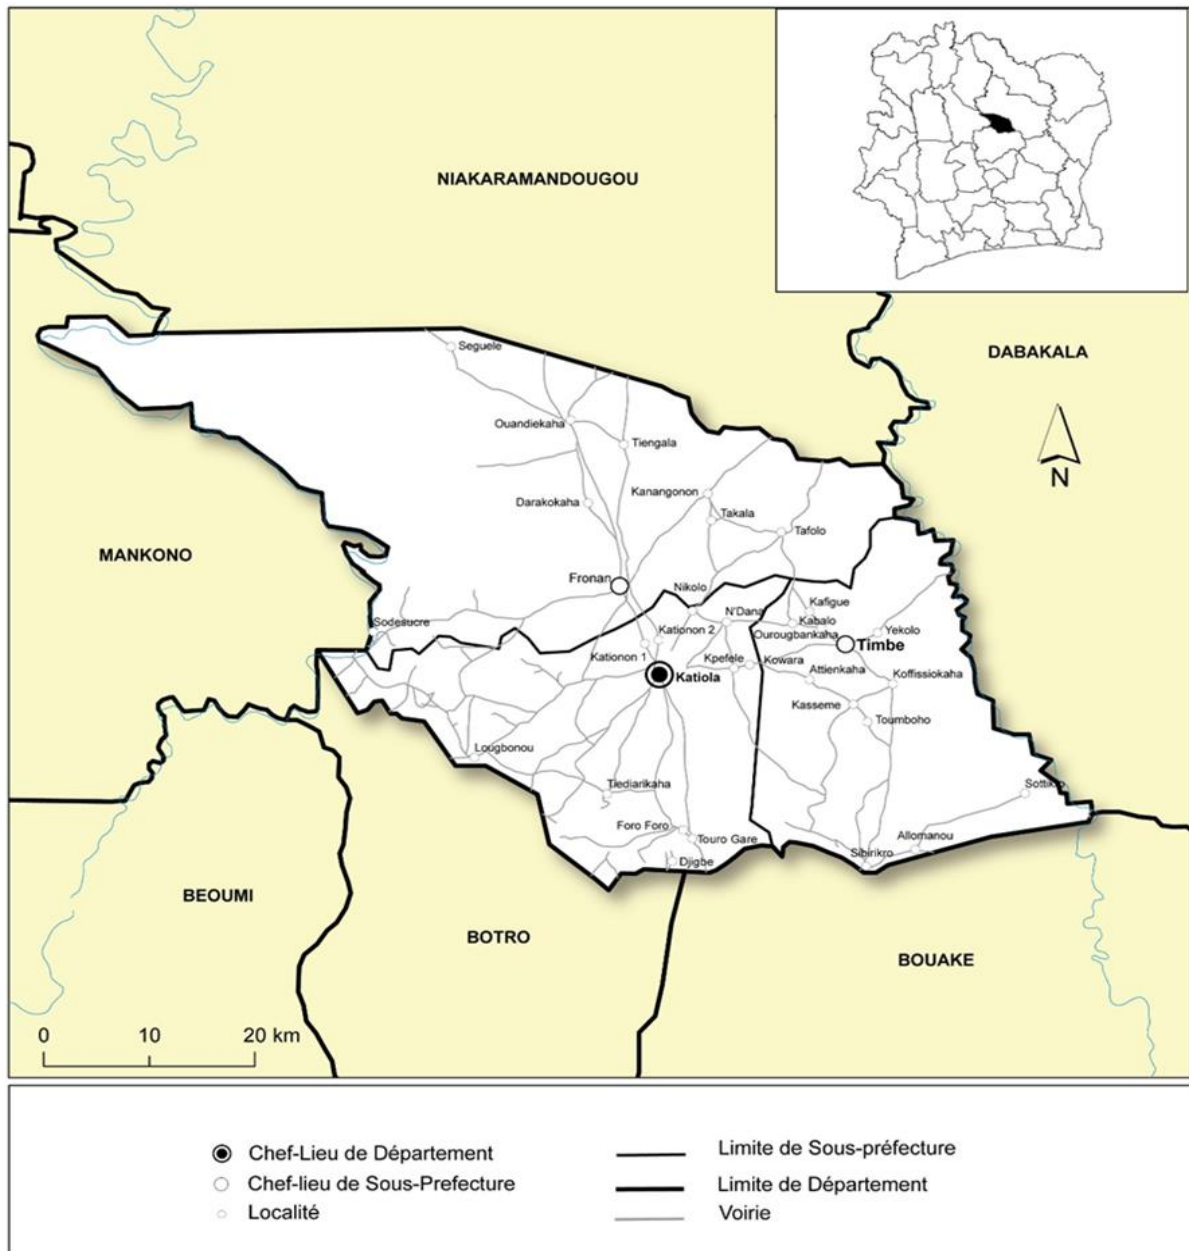 NIAKARAMANDOUGOU
DABAKALA
N
Seguele
Ouandiekaha
Tiengala
Kanangonon
Darakokaha
Takala
Tafolo
MANKONO
Fronan
Nikolo
Kafigue
N'Dana
Kabalo
Sodesucre
Kationon 2
Yekolo
Ourougbankaha
Timbe
Kationon 1
Kpefele
Kowara
Katiola
Attienkaha
Koffissiokaha
Kasseme
Toumboho
Lougbonou
Tiediarikaha
Sottikro
Foro Foro
Touro Gare
Allomanou
Djigbe
Sibirikro
BEOUMI
BOTRO
BOUAKE
0 10 20 km
Chef-Lieu de Département
Chef-lieu de Sous-Prefecture
Localité
Limite de Sous-préfecture
Limite de Département
Voirie